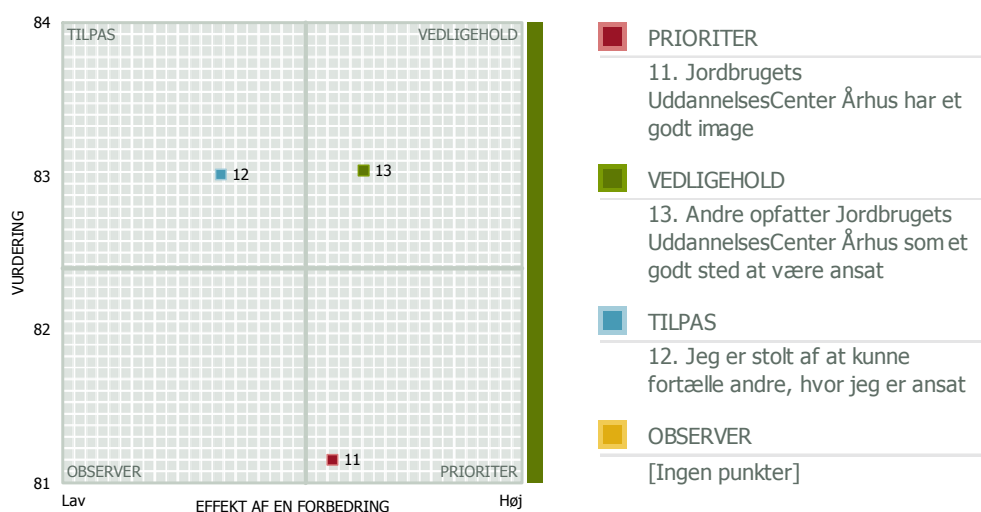 84
83
82
81
VURDERING
TILPAS
VEDLIGEHOLD
12
13
11
OBSERVER
PRIORITER
Lav
EFFEKT AF EN FORBEDRING
Høj
PRIORITER
11. Jordbrugets
UddannelsesCenter Århus har et
godt image
VEDLIGEHOLD
13. Andre opfatter Jordbrugets
UddannelsesCenter Århus som et
godt sted at være ansat
TILPAS
12. Jeg er stolt af at kunne
fortælle andre, hvor jeg er ansat
OBSERVER
[Ingen punkter]